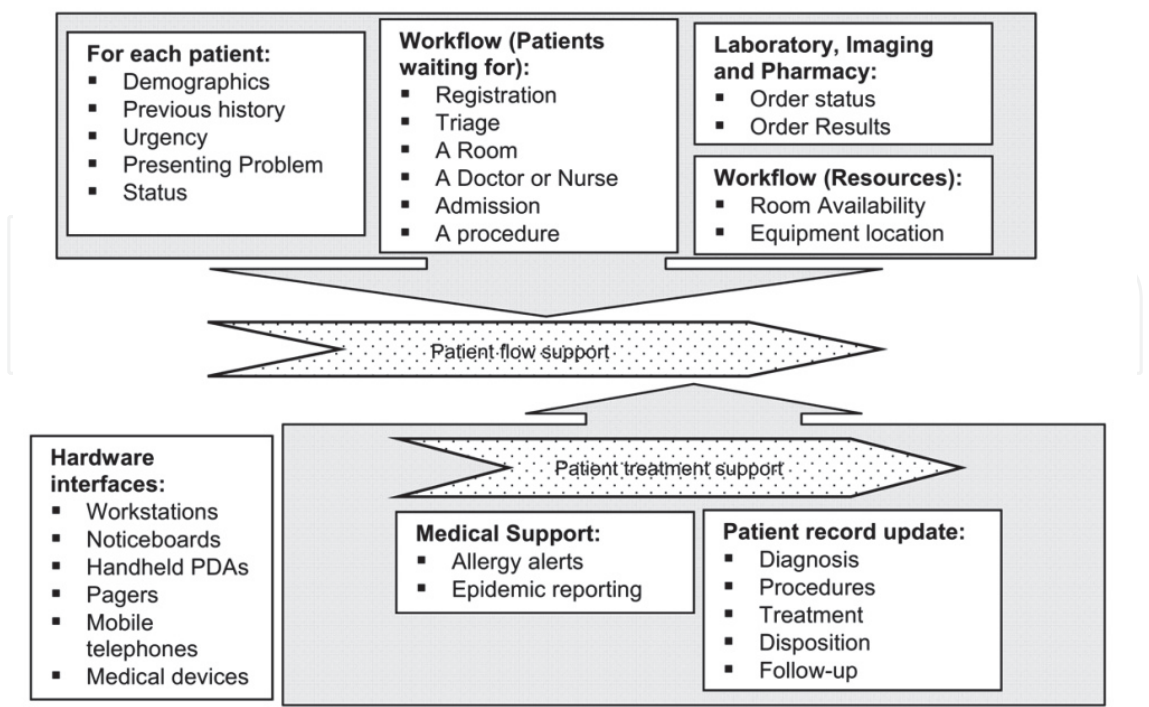 For each patient:
▪ Demographics
▪ Previous history
▪ Urgency
▪ Presenting Problem
▪ Status
Workflow (Patients
waiting for):
▪ Registration
▪ Triage
▪ A Room
▪ A Doctor or Nurse
▪ Admission
▪ A procedure
Laboratory, Imaging
and Pharmacy:
▪ Order status
▪ Order Results
Workflow (Resources):
▪ Room Availability
▪ Equipment location
Patient flow support
Patient treatment support
Hardware
interfaces:
▪ Workstations
▪ Noticeboards
▪ Handheld PDAs
▪ Pagers
▪ Mobile
telephones
▪ Medical devices
Medical Support:
▪ Allergy alerts
▪ Epidemic reporting
Patient record update:
▪ Diagnosis
▪ Procedures
▪ Treatment
▪ Disposition
▪ Follow-up